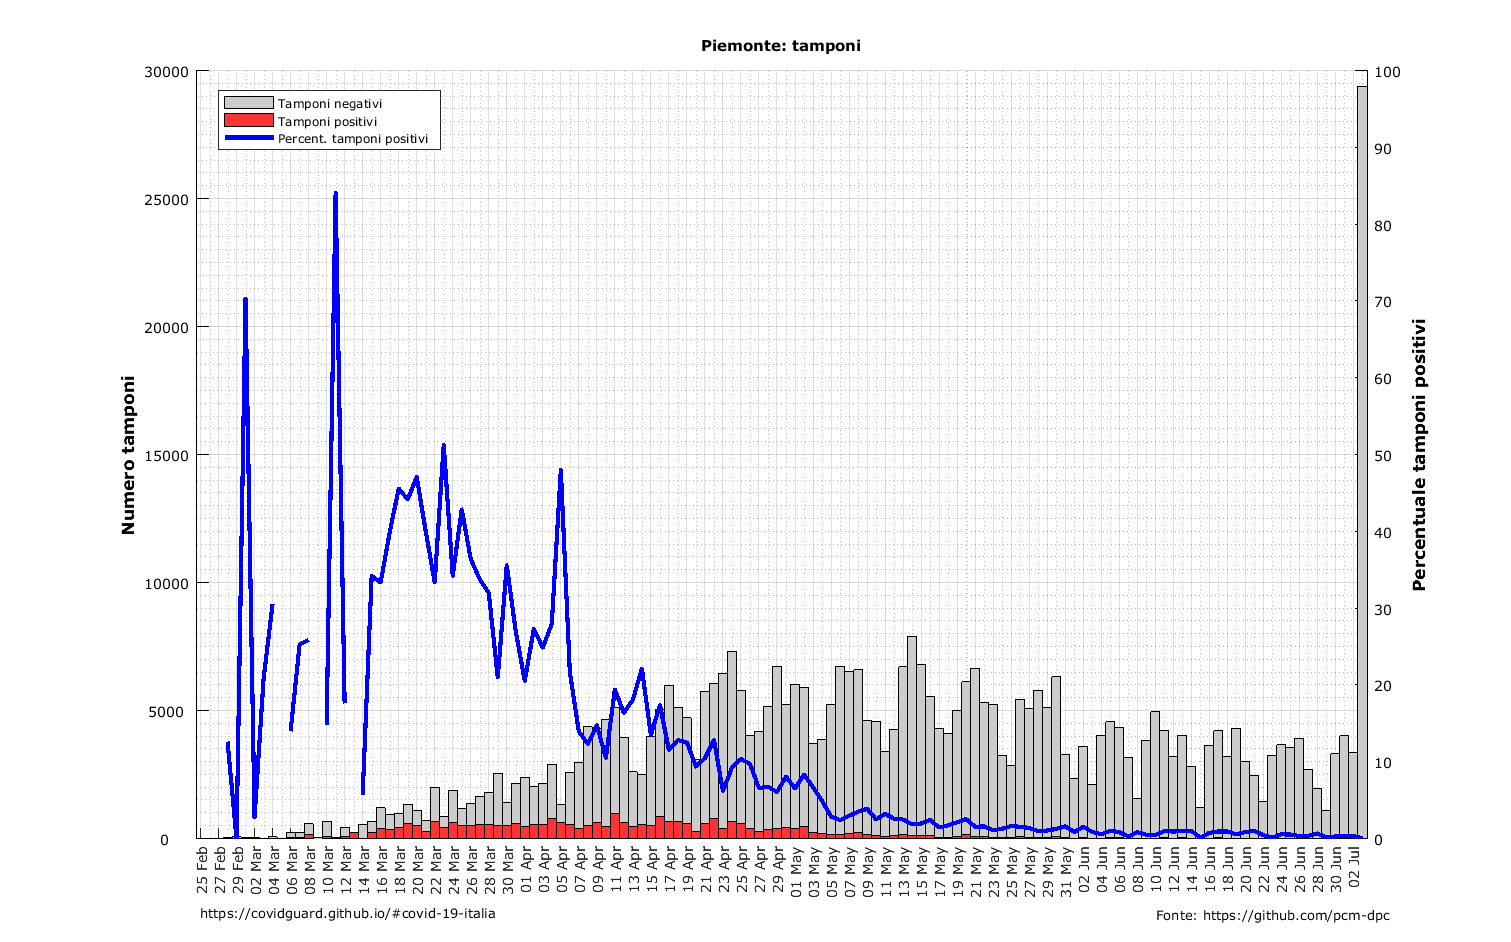 Piemonte: tamponi
Tamponi negativi
Tamponi positivi
Percent. tamponi positivi
Numero tamponi
30000
25000
20000
15000
10000
5000
0
Percentuale tamponi positivi
100
90
80
70
60
50
40
30
20
10
0
25 Feb
27 Feb
29 Feb
02 Mar
04 Mar
06 Mar
08 Mar
10 Mar
12 Mar
14 Mar
16 Mar
18 Mar
20 Mar
22 Mar
24 Mar
26 Mar
28 Mar
30 Mar
01 Apr
03 Apr
05 Apr
07 Apr
09 Apr
11 Apr
13 Apr
15 Apr
17 Apr
19 Apr
21 Apr
23 Apr
25 Apr
27 Apr
29 Apr
01 May
03 May
05 May
07 May
09 May
11 May
13 May
15 May
17 May
19 May
21 May
23 May
25 May
27 May
29 May
31 May
02 Jun
04 Jun
06 Jun
08 Jun
10 Jun
12 Jun
14 Jun
16 Jun
18 Jun
20 Jun
22 Jun
24 Jun
26 Jun
28 Jun
30 Jun
02 Jul
https://covidguard.github.io/#covid-19-italia
Fonte: https://github.com/pcm-dpc